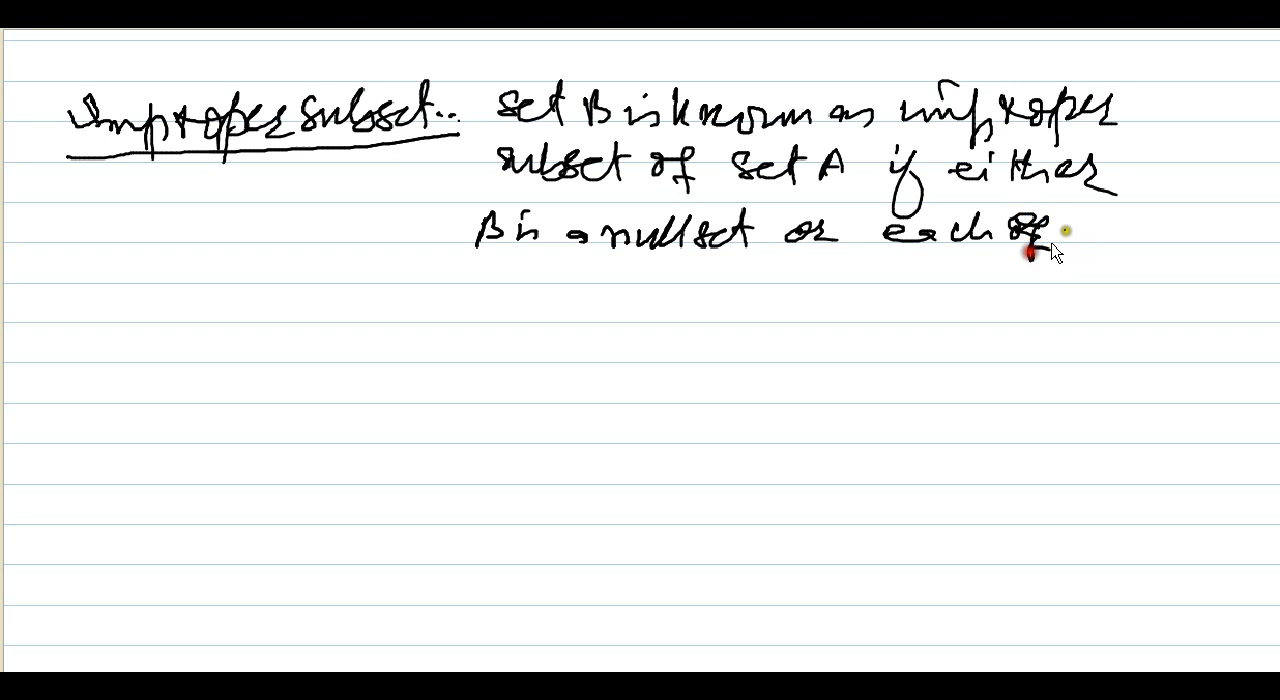 Improper subset.. set B is known as improper
subset of set A if either
B is a null set or each of